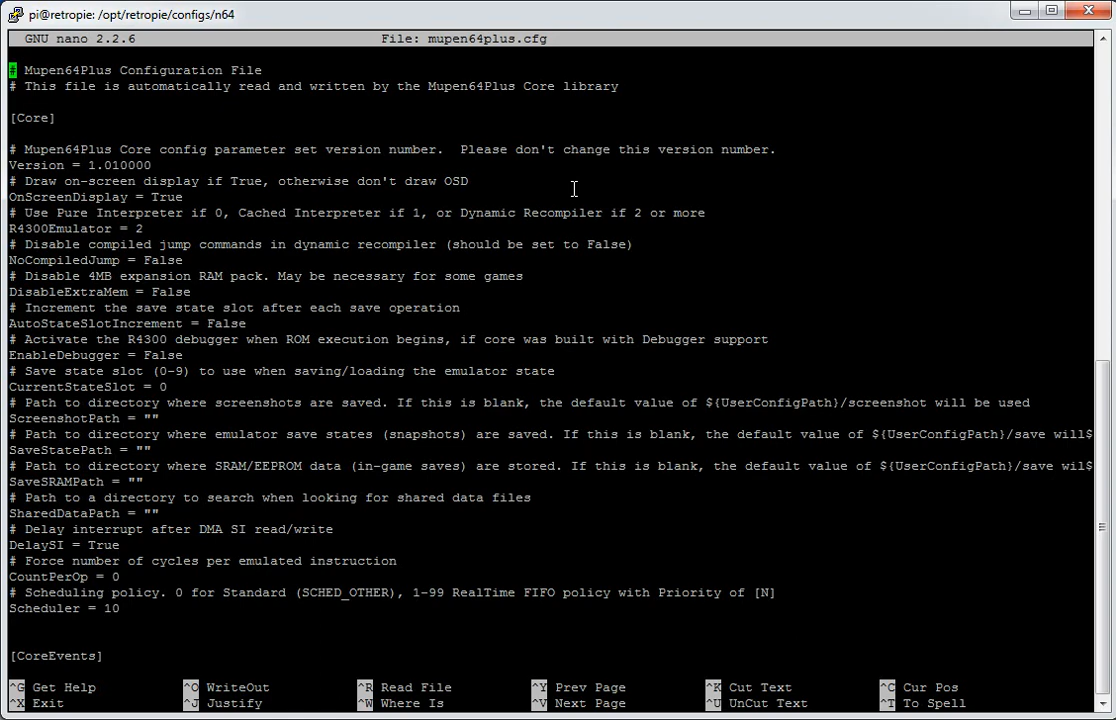 pi@retropie: /opt/retropie/configs/n64
GNU nano 2.2.6 File: mupen64plus.cfg
# Mupen64Plus Configuration File
# This file is automatically read and written by the Mupen64Plus Core library
[Core]
# Mupen64Plus Core config parameter set version number.  Please don't change this version number.
Version = 1.010000
# Draw on-screen display if True, otherwise don't draw OSD
OnScreenDisplay = True
# Use Pure Interpreter if 0, Cached Interpreter if 1, or Dynamic Recompiler if 2 or more
R4300Emulator = 2
# Disable compiled jump commands in dynamic recompiler (should be set to False)
NoCompiledJump = False
# Disable 4MB expansion RAM pack. May be necessary for some games
DisableExtraMem = False
# Increment the save state slot after each save operation
AutoStateSlotIncrement = False
# Activate the R4300 debugger when ROM execution begins, if core was built with Debugger support
EnableDebugger = False
# Save state slot (0-9) to use when saving/loading the emulator state
CurrentStateSlot = 0
# Path to directory where screenshots are saved. If this is blank, the default value of ${UserConfigPath}/screenshot will be used
ScreenshotPath = ""
# Path to directory where emulator save states (snapshots) are saved. If this is blank, the default value of ${UserConfigPath}/save will$
SaveStatePath = ""
# Path to directory where SRAM/EEPROM data (in-game saves) are stored. If this is blank, the default value of ${UserConfigPath}/save wil$
SaveSRAMPath = ""
# Path to a directory to search when looking for shared data files
SharedDataPath = ""
# Delay interrupt after DMA SI read/write
DelaySI = True
# Force number of cycles per emulated instruction
CountPerOp = 0
# Scheduling policy. 0 for Standard (SCHED_OTHER), 1-99 RealTime FIFO policy with Priority of [N]
Scheduler = 10
[CoreEvents]
^G Get Help ^O WriteOut ^R Read File ^Y Prev Page ^K Cut Text ^C Cur Pos
^X Exit ^J Justify ^W Where Is ^V Next Page ^U UnCut Text ^T To Spell